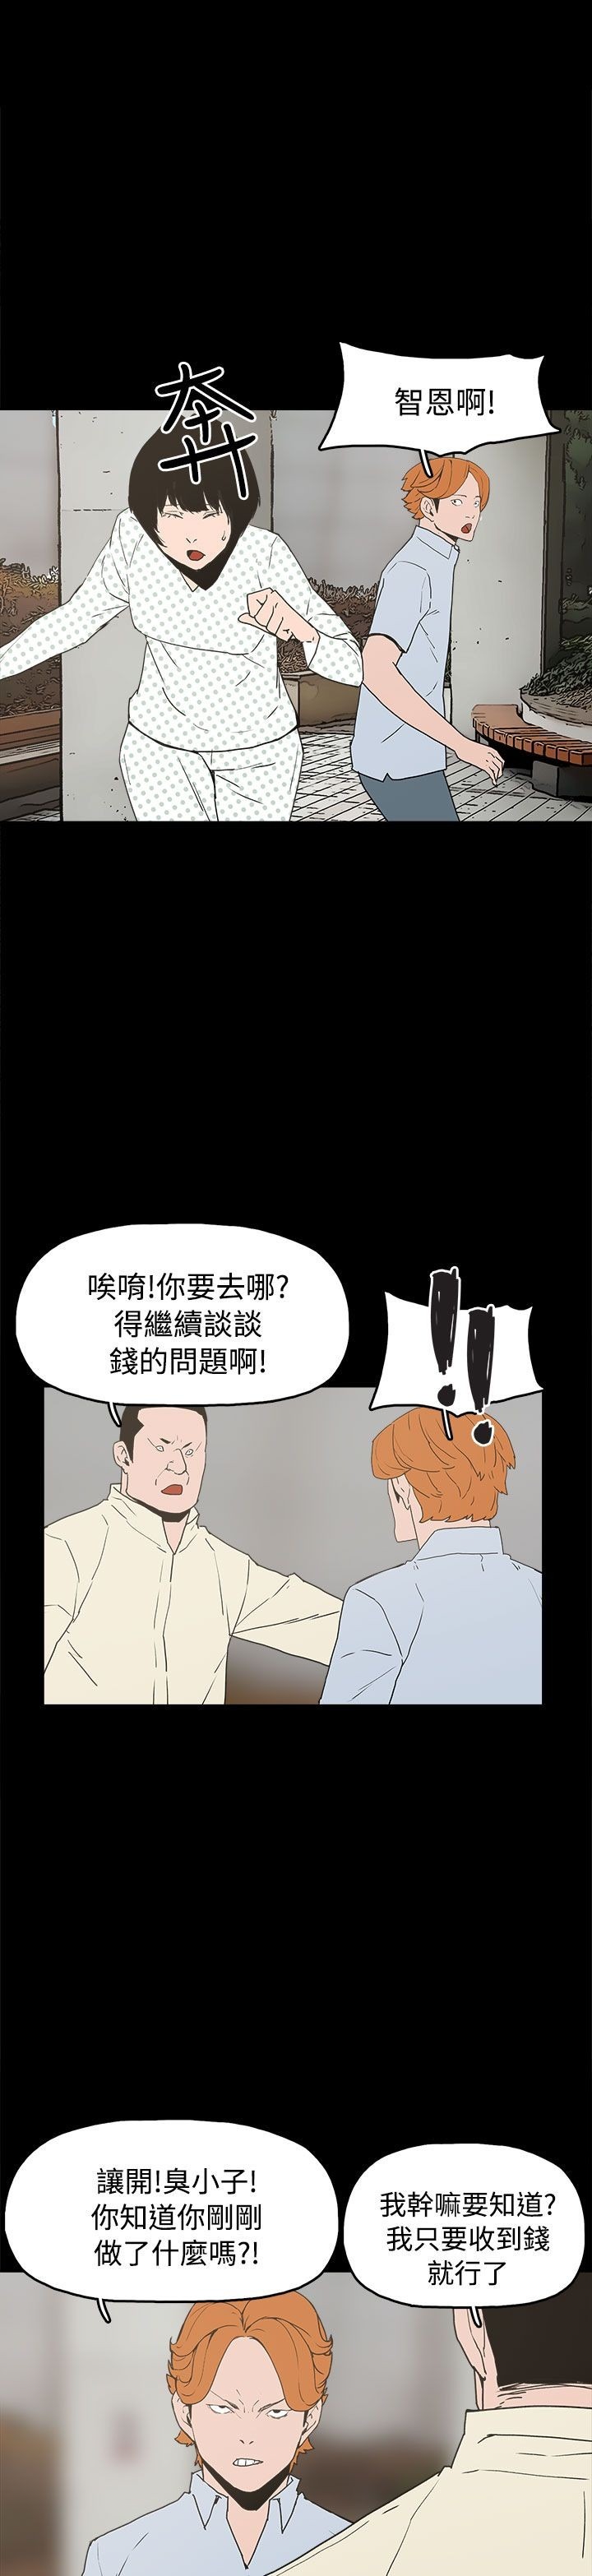 奔
智恩啊!
唉唷!你要去哪?
得繼續談談
錢的問題啊!
!!
讓開!臭小子!
你知道你剛剛
做了什麼嗎?!
我幹嘛要知道?
我只要收到錢
就行了